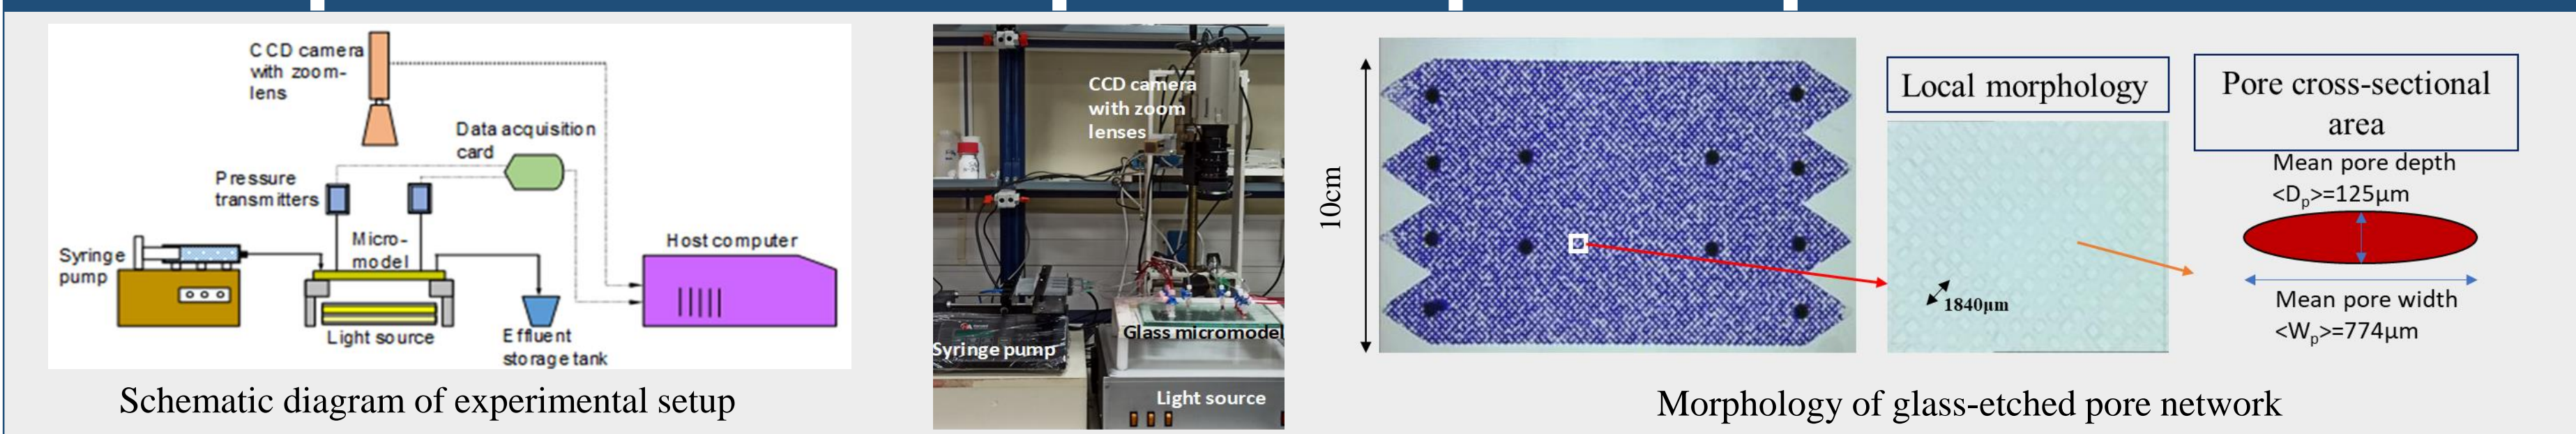 CCD camera
with zoom-
lens
Data acquisition
card
Pressure
transmitters
Micro-
model
Syringe
pump
Host computer
Light source
Effluent
storage tank
Schematic diagram of experimental setup
CCD camera
with zoom
lenses
Glass micromodel
Syringe pump
Light source
10cm
Local morphology
1840μm
Pore cross-sectional
area
Mean pore depth
<Dp>=125μm
Mean pore width
<Wp>=774μm
Morphology of glass-etched pore network